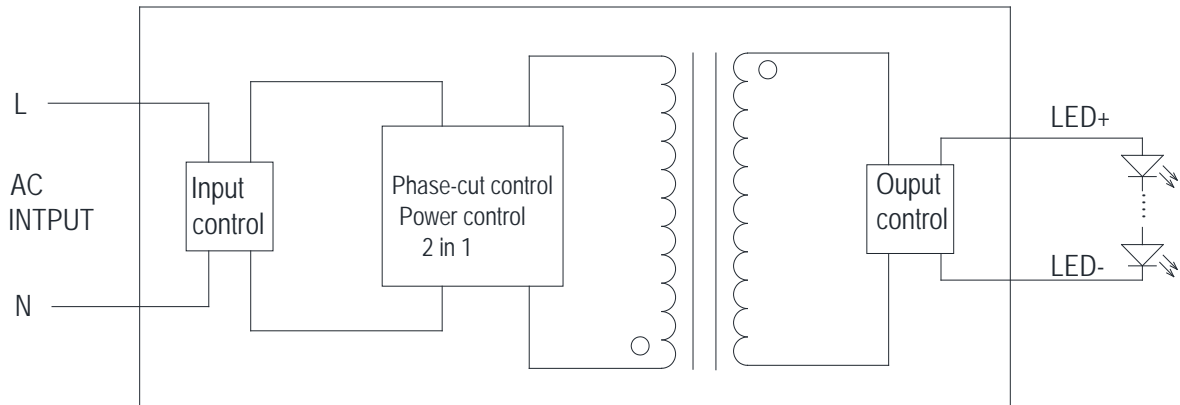 L
AC
INTPUT
N
Input
control
Phase-cut control
Power control
2 in 1
Ouput
control
LED+
LED-